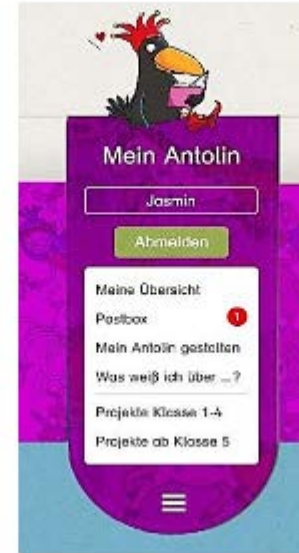 Mein Antolin
Jasmin
Abmelden
Meine Übersicht
Postbox 1
Mein Antolin gestalten
Was weiß ich über ...?
Projekte Klasse 1-4
Projekte ab Klasse 5